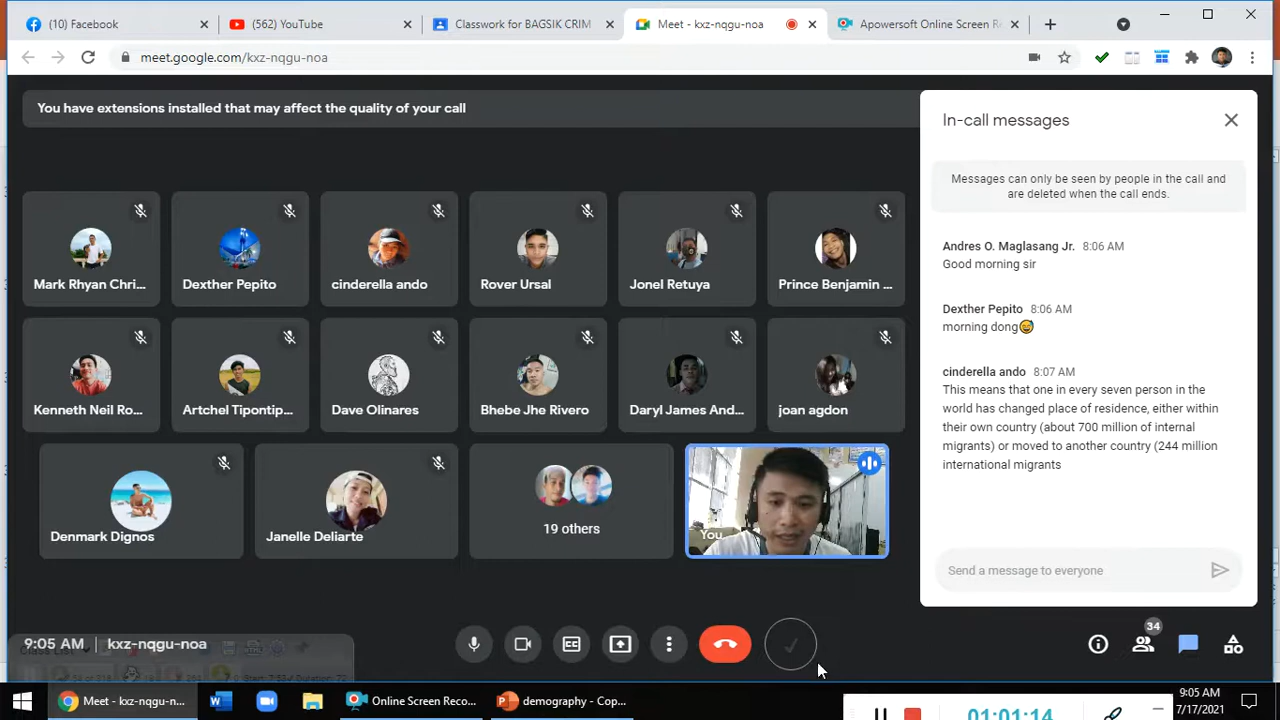 (10) Facebook
(562) YouTube
Classwork for BAGSIK CRIM
Meet - kxz-nqgu-noa
Apowersoft Online Screen R
meet.google.com/kxz-nqgu-noa
You have extensions installed that may affect the quality of your call
In-call messages
Messages can only be seen by people in the call and
are deleted when the call ends.
Andres O. Maglasang Jr. 8:06 AM
Good morning sir
Dexther Pepito 8:06 AM
morning dong😅
cinderella ando 8:07 AM
This means that one in every seven person in the
world has changed place of residence, either within
their own country (about 700 million of internal
migrants) or moved to another country (244 million
international migrants
Send a message to everyone
Mark Rhyan Chri...
Dexther Pepito
cinderella ando
Rover Ursal
Jonel Retuya
Prince Benjamin ...
Kenneth Neil Ro...
Artchel Tipontip...
Dave Olinares
Bhebe Jhe Rivero
Daryl James And...
joan agdon
Denmark Dignos
Janelle Deliarte
19 others
You
9:05 AM | kxz-nqgu-noa
34
Meet - kxz-nqgu-no...
Online Screen Reco...
demography - Cop...
01:01:14
9:05 AM
7/17/2021